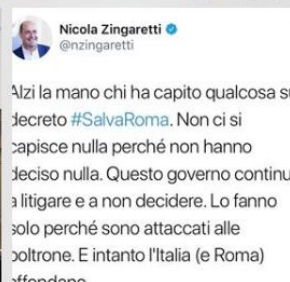 Nicola Zingaretti
@nzingaretti
Alzi la mano chi ha capito qualcosa su
decreto #SalvaRoma. Non ci si
capisce nulla perché non hanno
deciso nulla. Questo governo continu
a litigare e a non decidere. Lo fanno
solo perché sono attaccati alle
poltrone. E intanto l'Italia (e Roma)
affondano